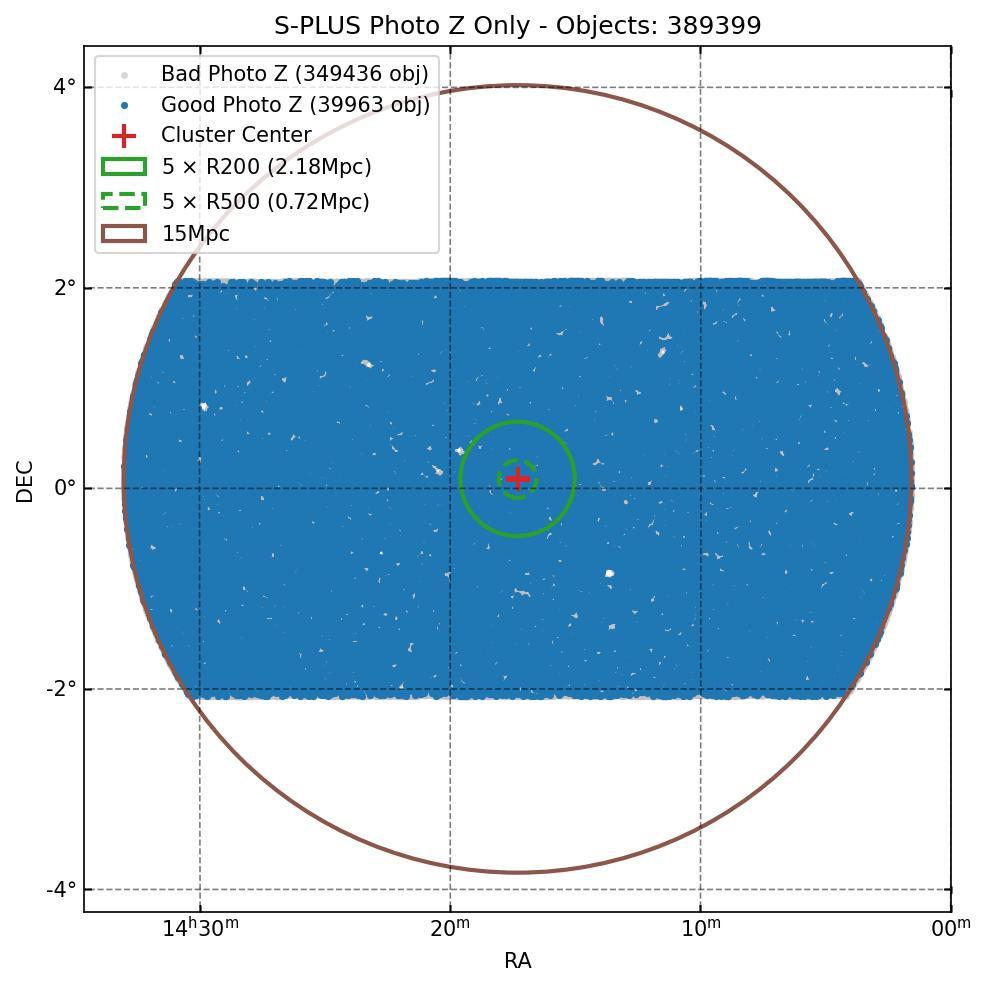 S-PLUS Photo Z Only - Objects: 389399
Bad Photo Z (349436 obj)
Good Photo Z (39963 obj)
Cluster Center
5 × R200 (2.18Mpc)
5 × R500 (0.72Mpc)
15Mpc
4°
2°
0°
-2°
-4°
DEC
14ʰ30ᵐ 20ᵐ 10ᵐ 00ᵐ
RA